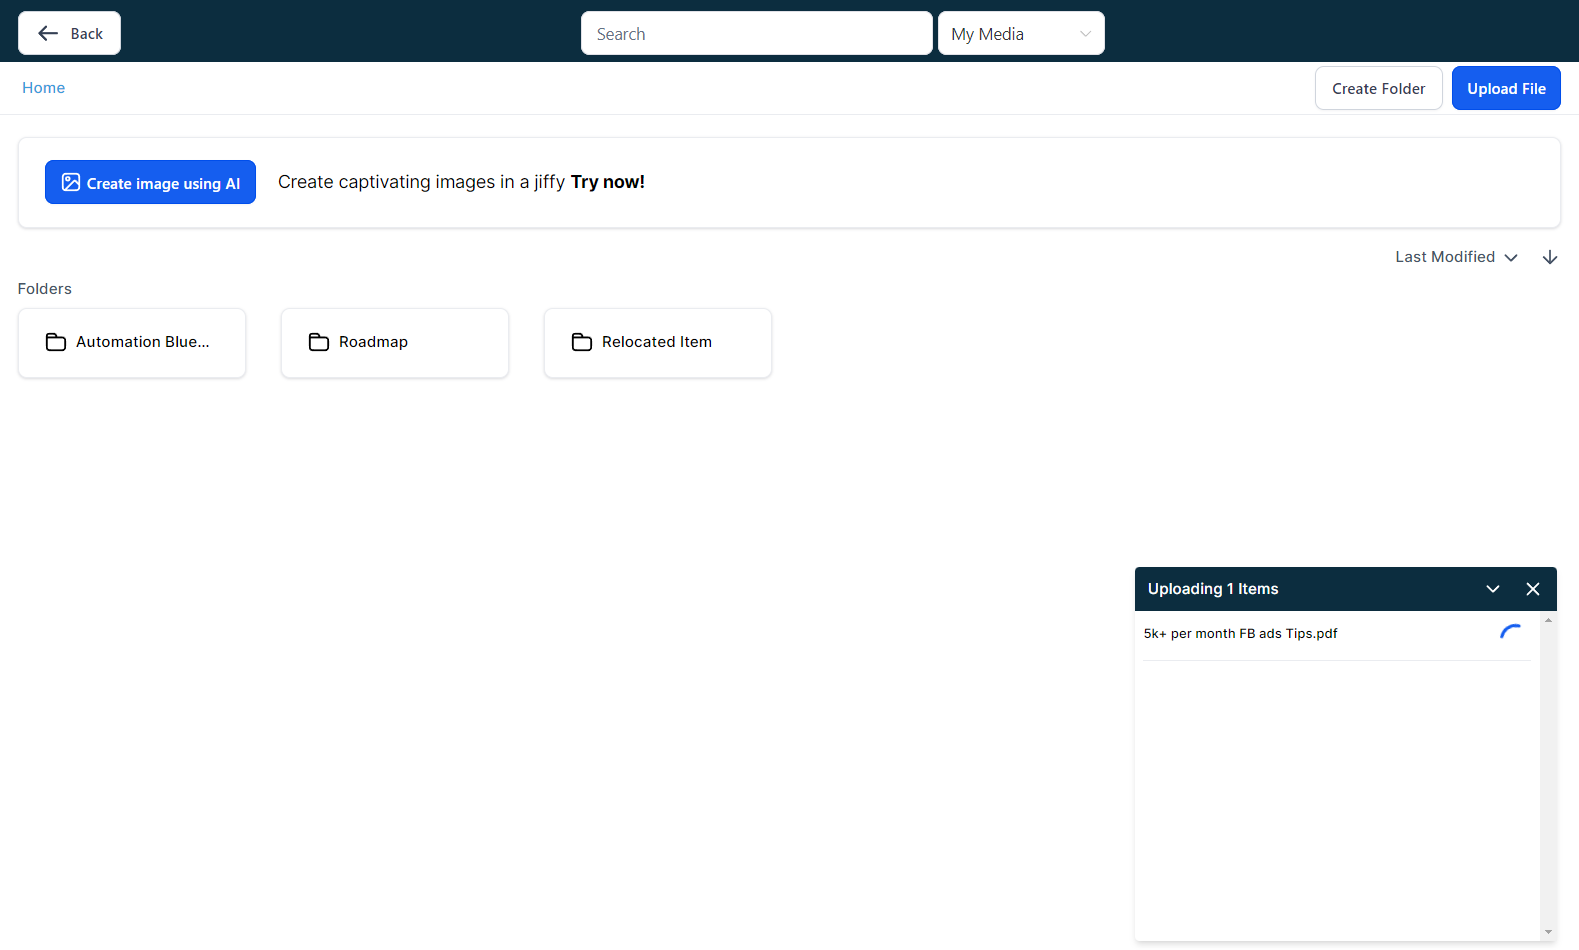 Back
Search
My Media
Home
Create Folder
Upload File
Create image using AI
Create captivating images in a jiffy Try now!
Last Modified
Folders
Automation Blue...
Roadmap
Relocated Item
Uploading 1 Items
5k+ per month FB ads Tips.pdf